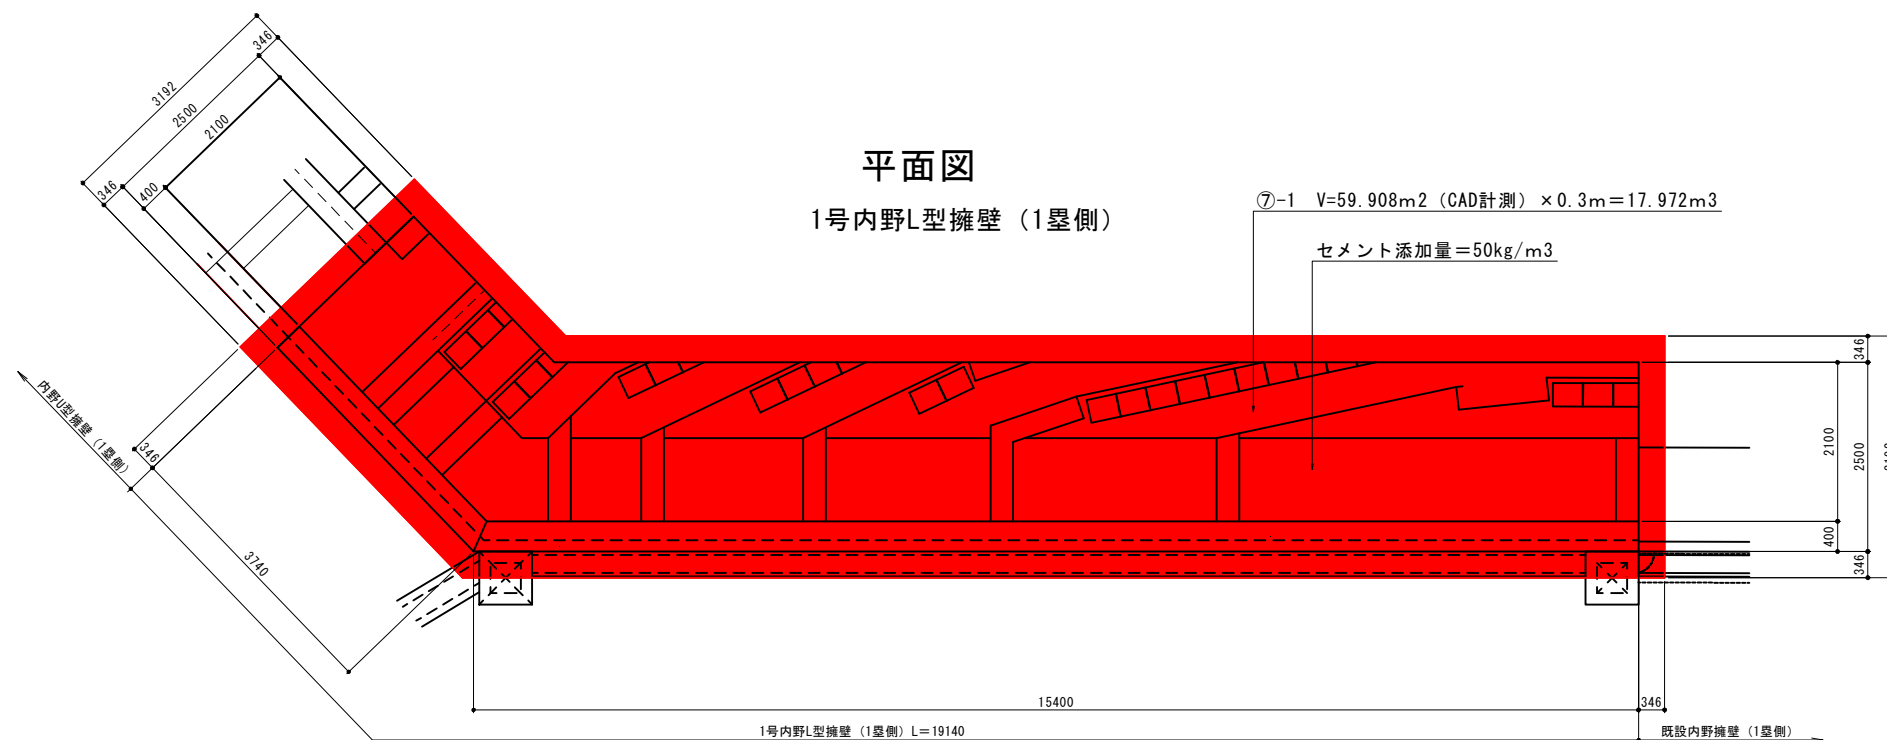 346
3192
2500
2100
346
400
平面図
1号内野L型擁壁（1塁側）
⑦-1 V=59.908m2（CAD計測）×0.3m＝17.972m3
セメント添加量＝50kg/m3
346
2100
2500
400
346
内野U型擁壁（1塁側）
346
3740
15400
346
1号内野L型擁壁（1塁側）L＝19140
既設内野擁壁（1塁側）